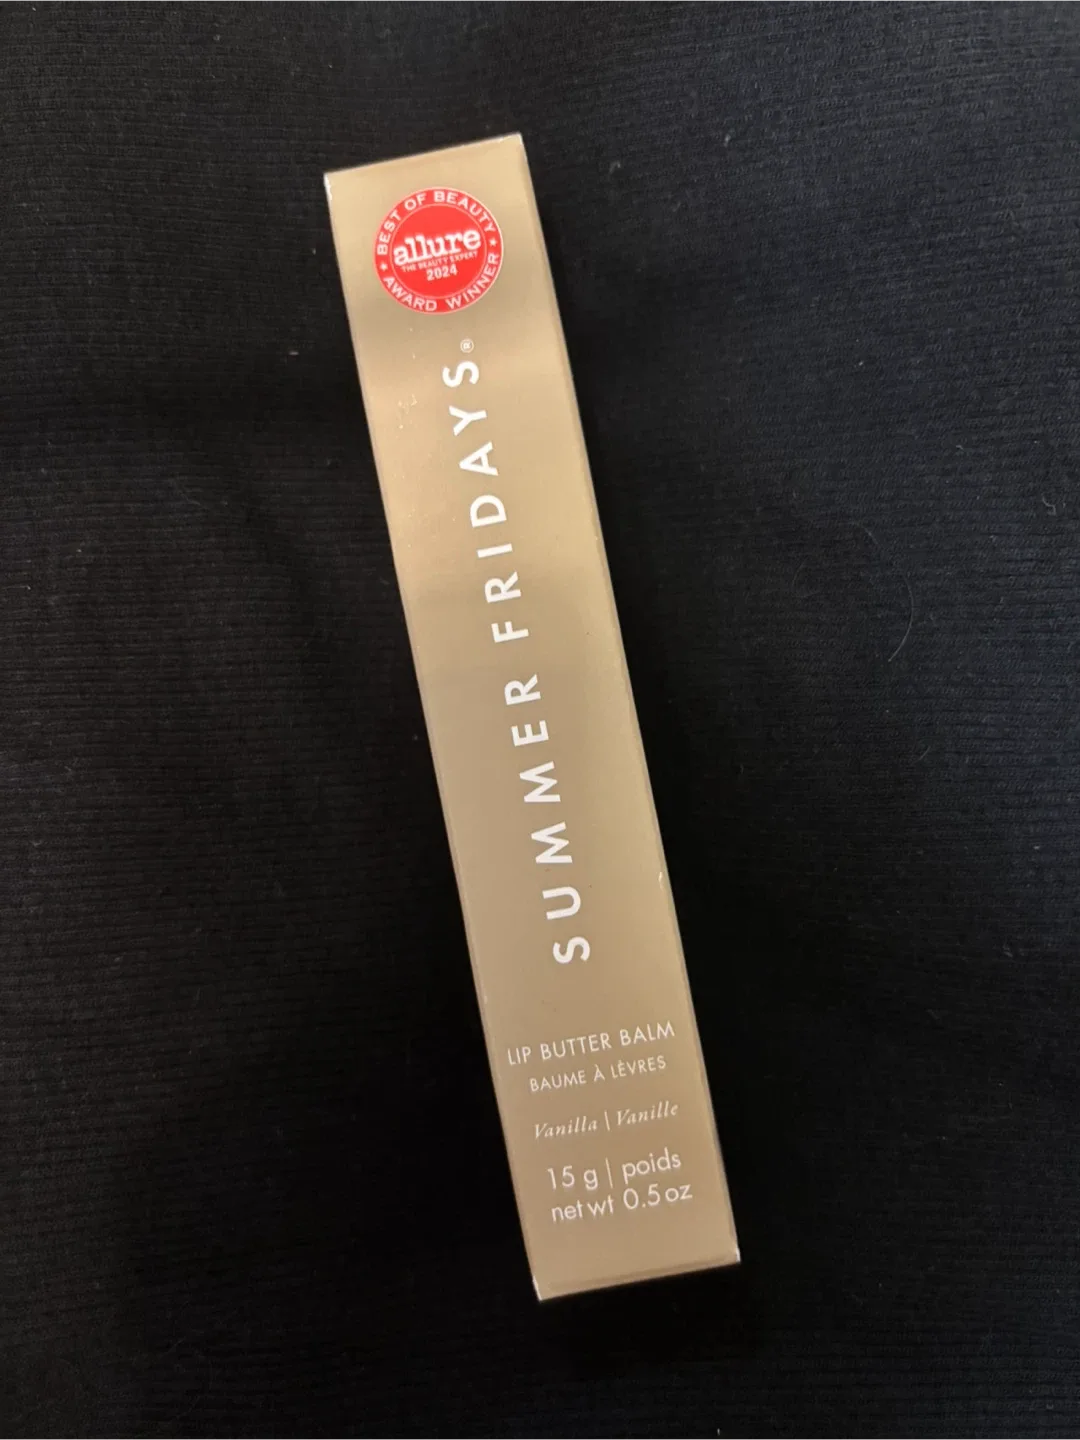 BEST OF BEAUTY
allure
THE BEAUTY EXPERT
2024
AWARD WINNER
SUMMER FRIDAYS®
LIP BUTTER BALM
BAUME À LÈVRES
Vanilla | Vanille
15 g | poids
net wt 0.5 oz